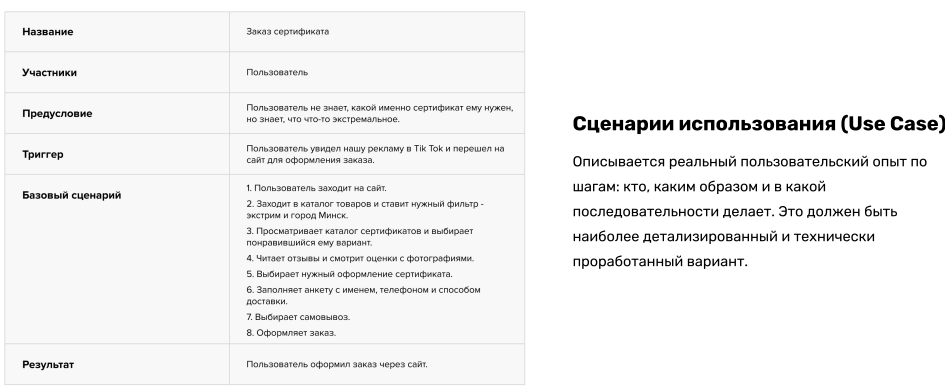 Название
Заказ сертификата
Участники
Пользователь
Предусловие
Пользователь не знает, какой именно сертификат ему нужен,
но знает, что что-то экстремальное.
Триггер
Пользователь увидел нашу рекламу в Tik Tok и перешел на
сайт для оформления заказа.
Базовый сценарий
1. Пользователь заходит на сайт.
2. Заходит в каталог товаров и ставит нужный фильтр -
экстрим и город Минск.
3. Просматривает каталог сертификатов и выбирает
понравившийся ему вариант.
4. Читает отзывы и смотрит оценки с фотографиями.
5. Выбирает нужный оформление сертификата.
6. Заполняет анкету с именем, телефоном и способом
доставки.
7. Выбирает самовывоз.
8. Оформляет заказ.
Результат
Пользователь оформил заказ через сайт.
Сценарии использования (Use Case)
Описывается реальный пользовательский опыт по
шагам: кто, каким образом и в какой
последовательности делает. Это должен быть
наиболее детализированный и технически
проработанный вариант.